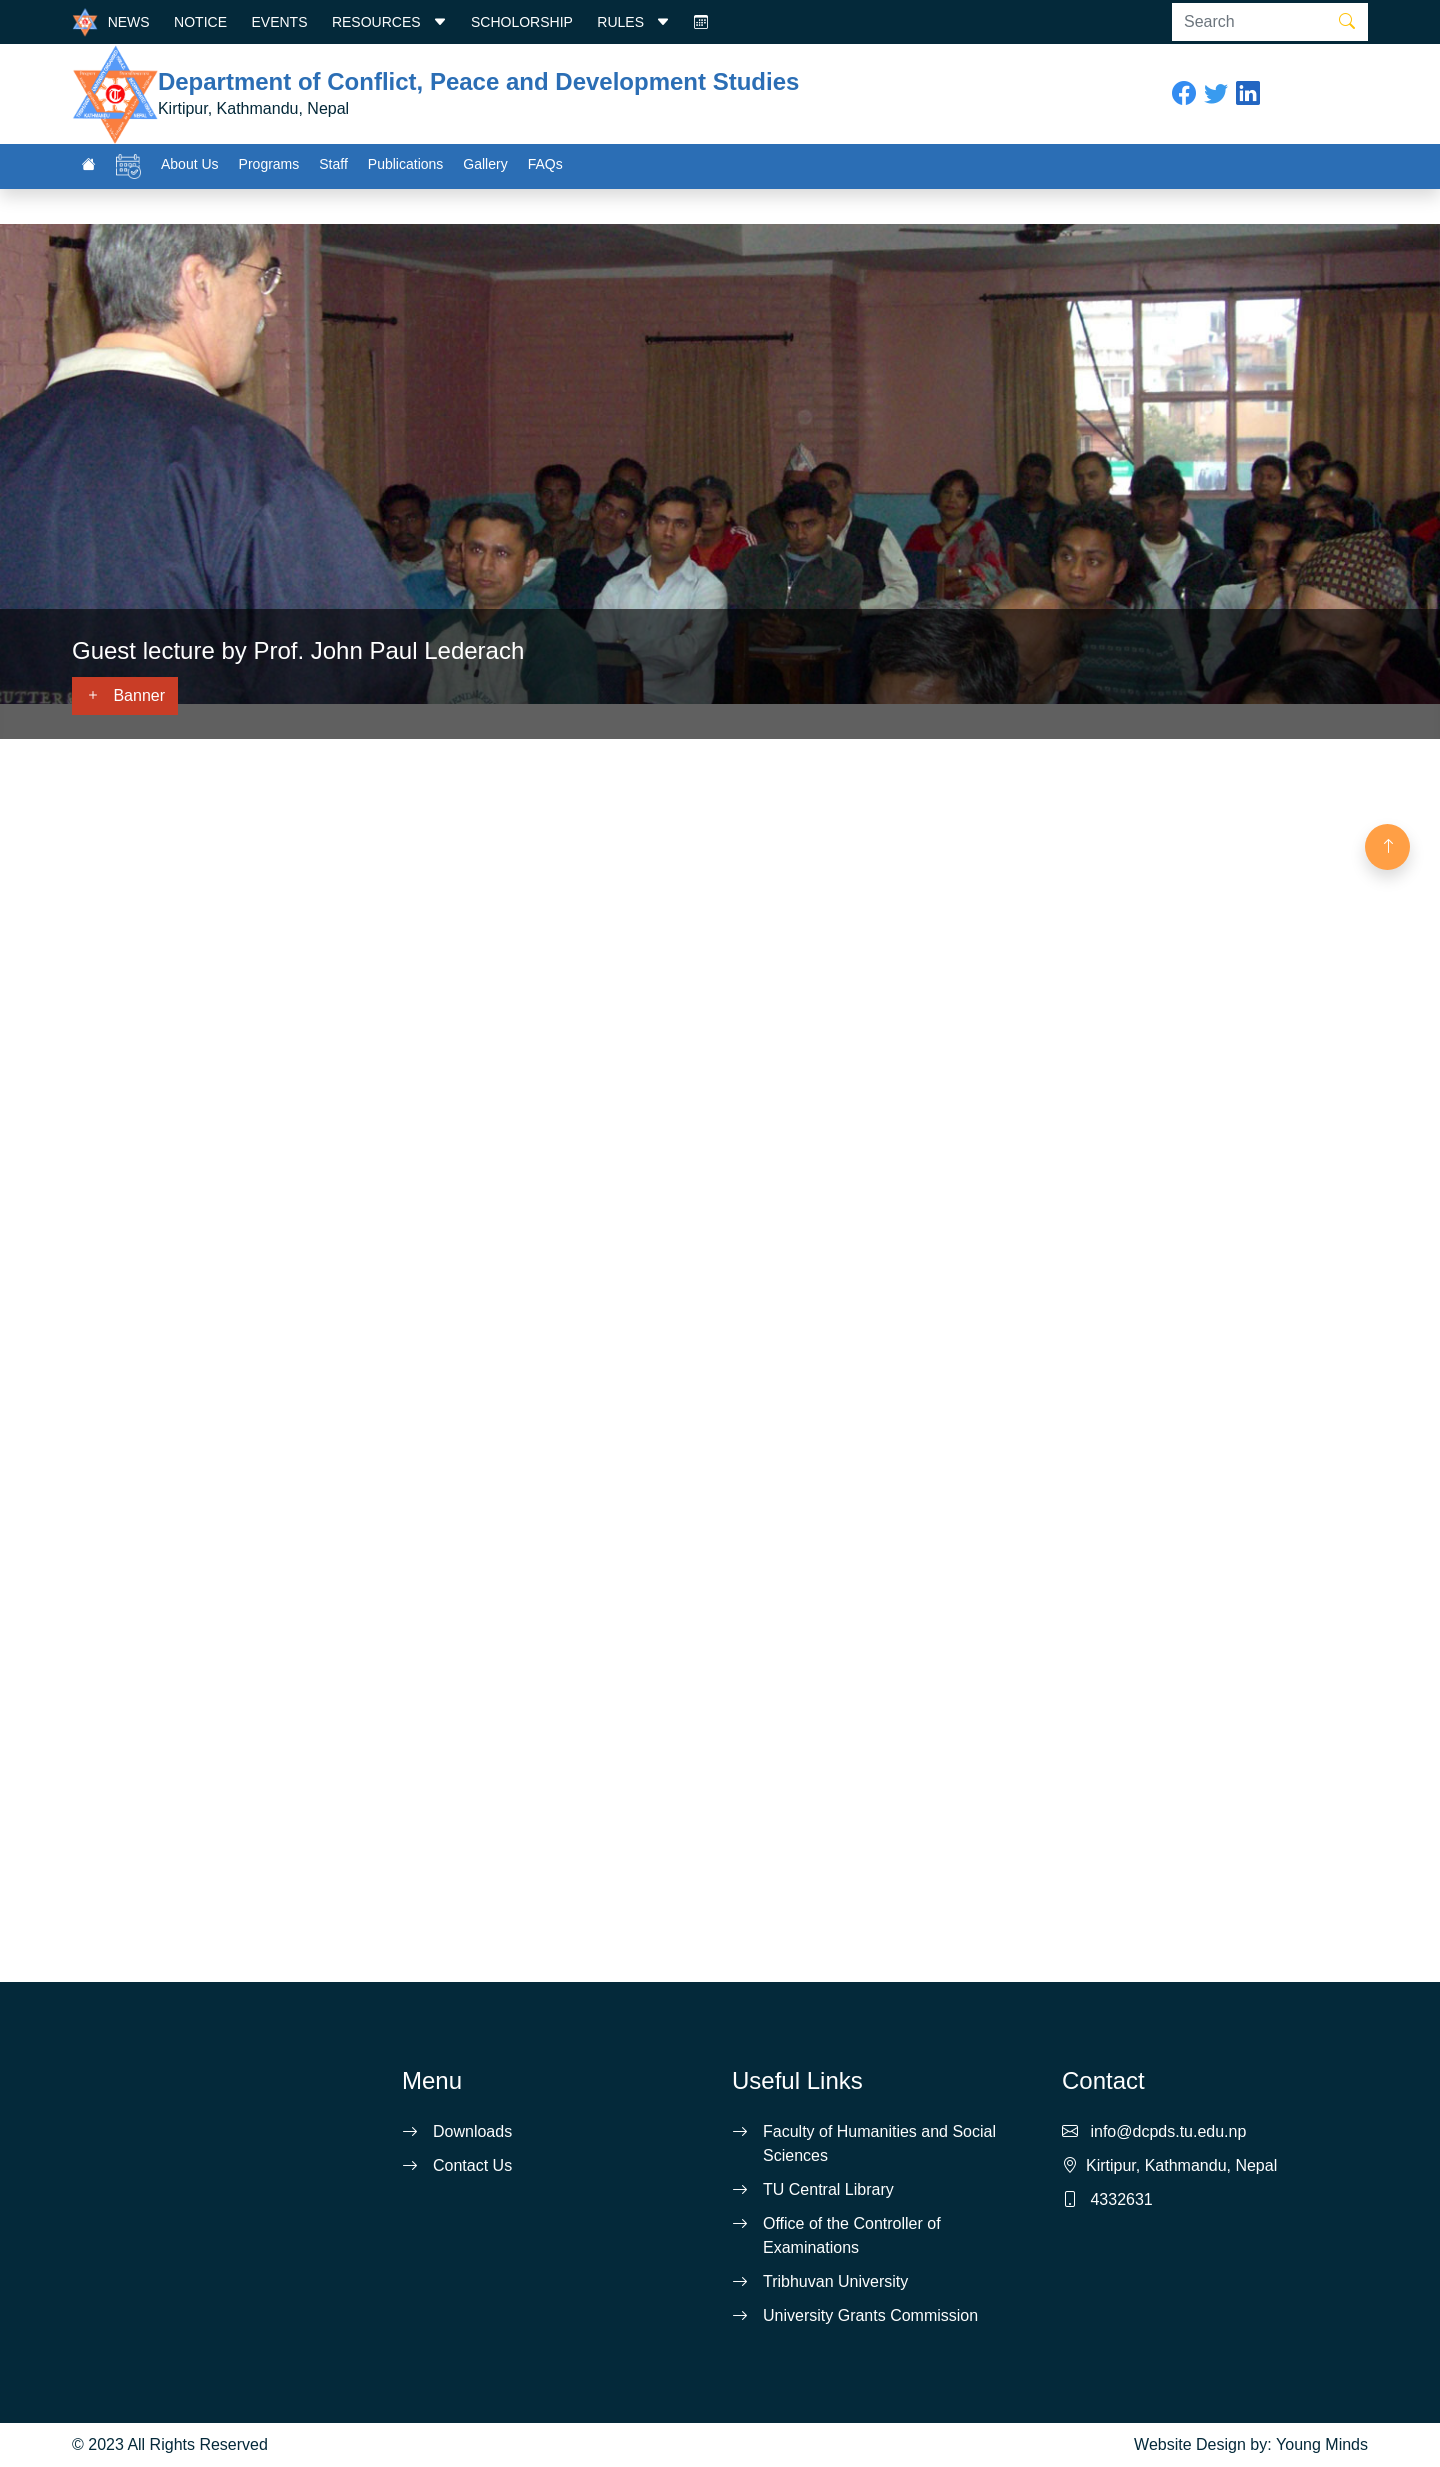 NEWS NOTICE EVENTS RESOURCES SCHOLORSHIP RULES Search
Department of Conflict, Peace and Development Studies
Kirtipur, Kathmandu, Nepal
About Us Programs Staff Publications Gallery FAQs
Guest lecture by Prof. John Paul Lederach
+ Banner
Menu
Downloads
Contact Us
Useful Links
Faculty of Humanities and Social
Sciences
TU Central Library
Office of the Controller of
Examinations
Tribhuvan University
University Grants Commission
Contact
info@dcpds.tu.edu.np
Kirtipur, Kathmandu, Nepal
4332631
© 2023 All Rights Reserved
Website Design by: Young Minds